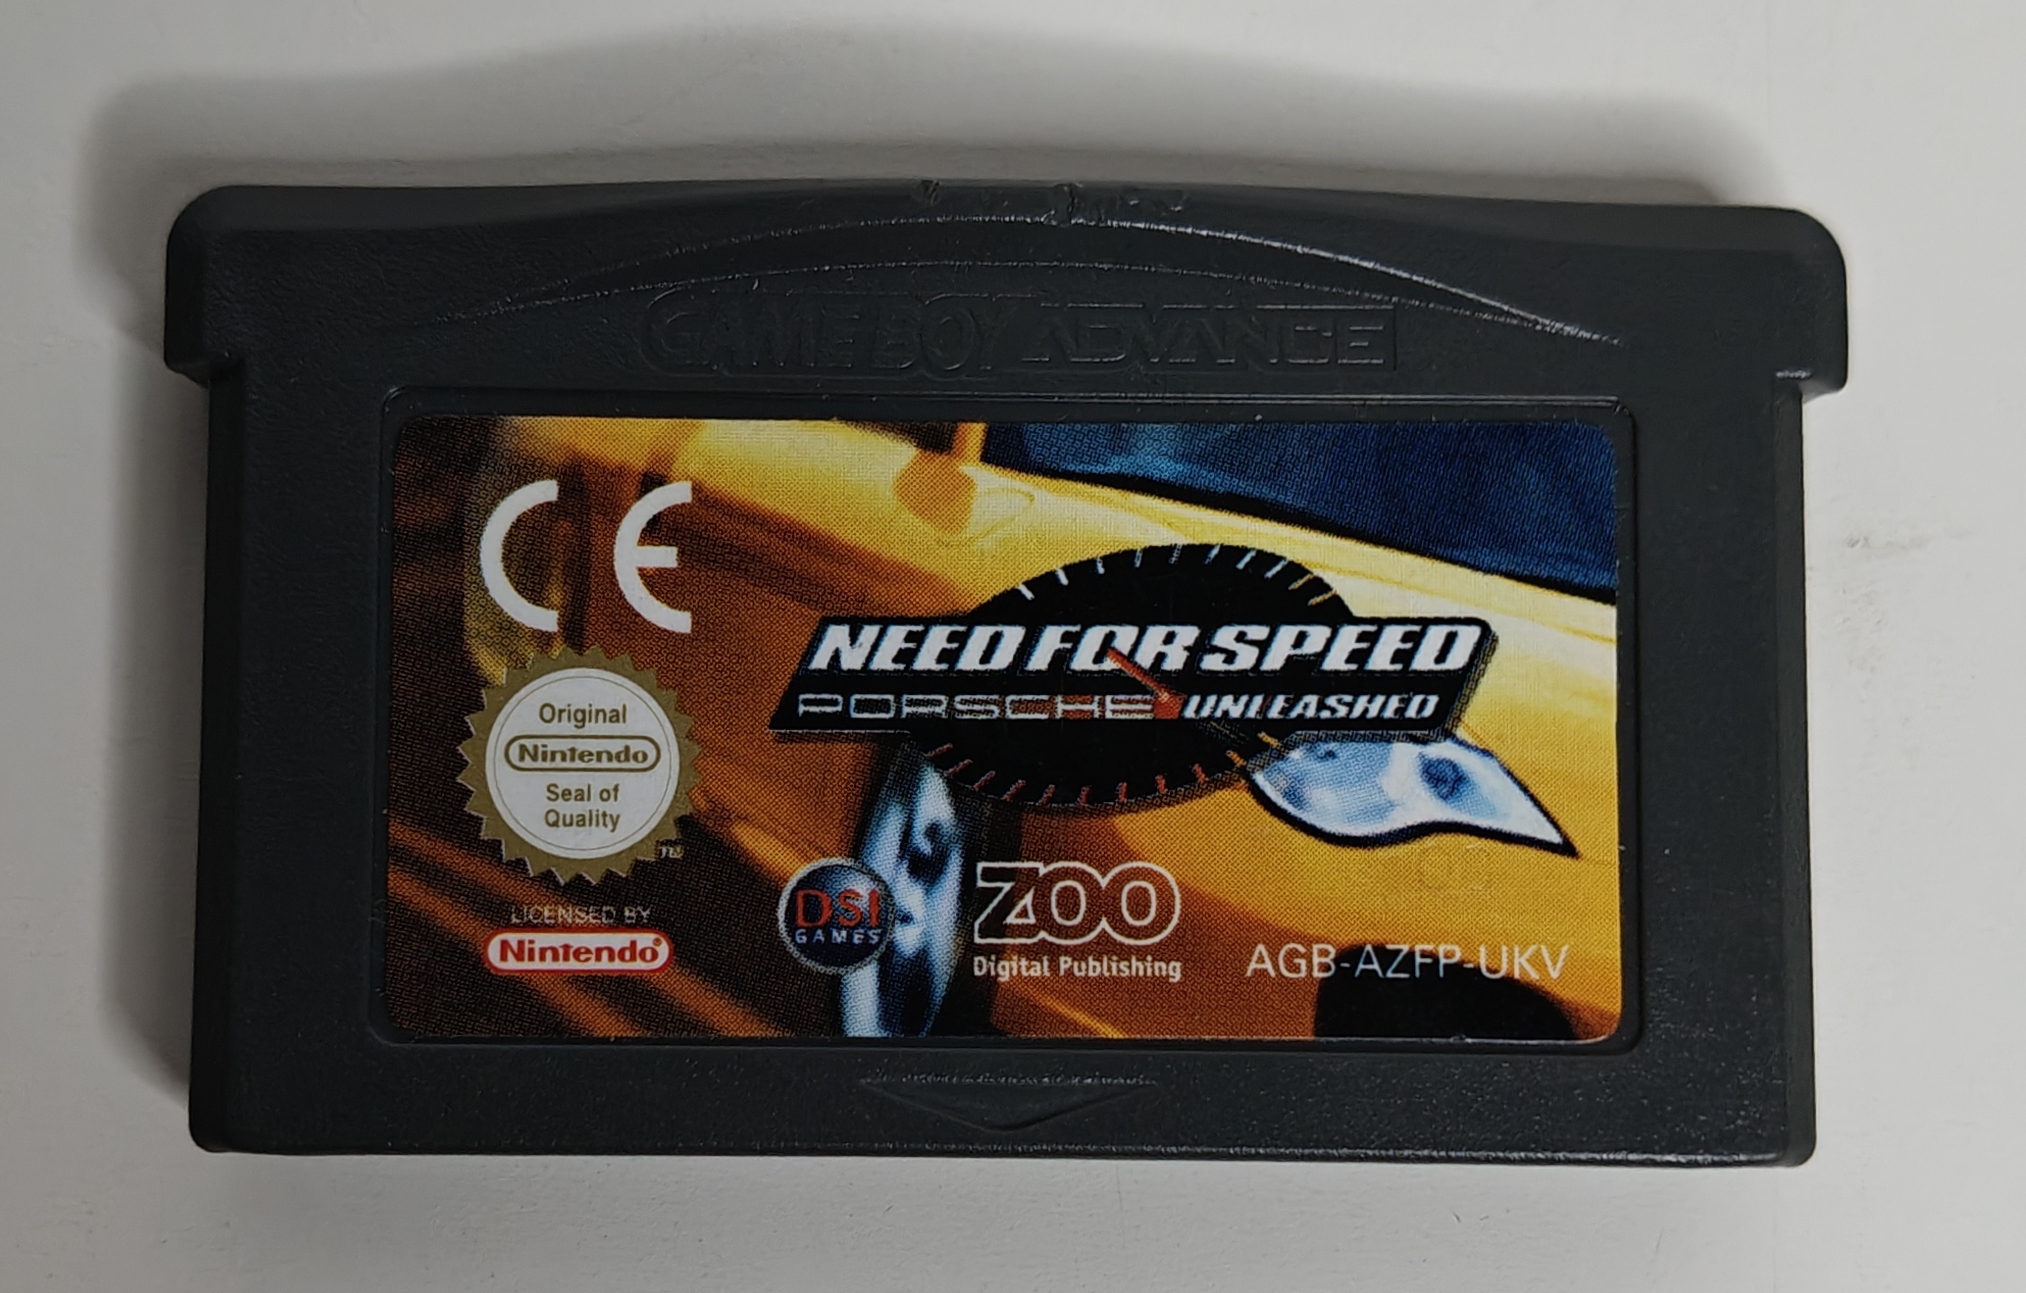 GAME BOY ADVANCE
CE
NEED FOR SPEED
PORSCHE UNLEASHED
Original
Nintendo
Seal of
Quality
TM
LICENSED BY
Nintendo®
DSI
GAMES
ZOO
Digital Publishing
AGB-AZFP-UKV